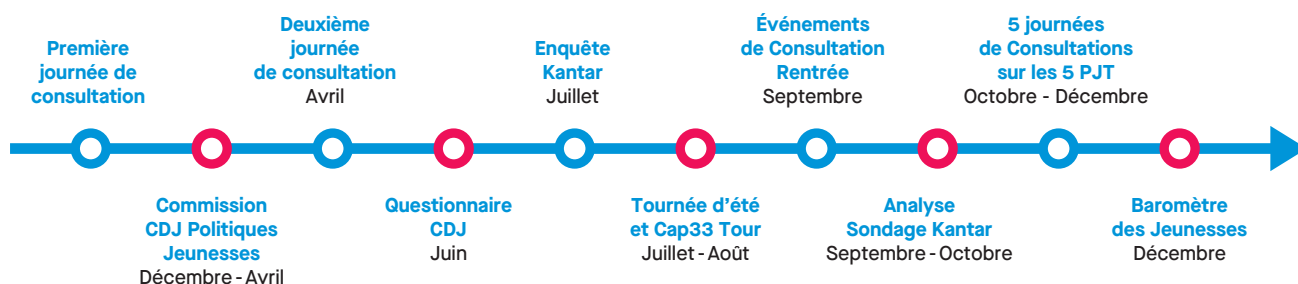 Première
journée de
consultation
Commission
CDJ Politiques
Jeunesses
Décembre - Avril
Deuxième
journée
de consultation
Avril
Questionnaire
CDJ
Juin
Enquête
Kantar
Juillet
Tournée d'été
et Cap33 Tour
Juillet - Août
Événements
de Consultation
Rentrée
Septembre
Analyse
Sondage Kantar
Septembre - Octobre
5 journées
de Consultations
sur les 5 PJT
Octobre - Décembre
Baromètre
des Jeunesses
Décembre